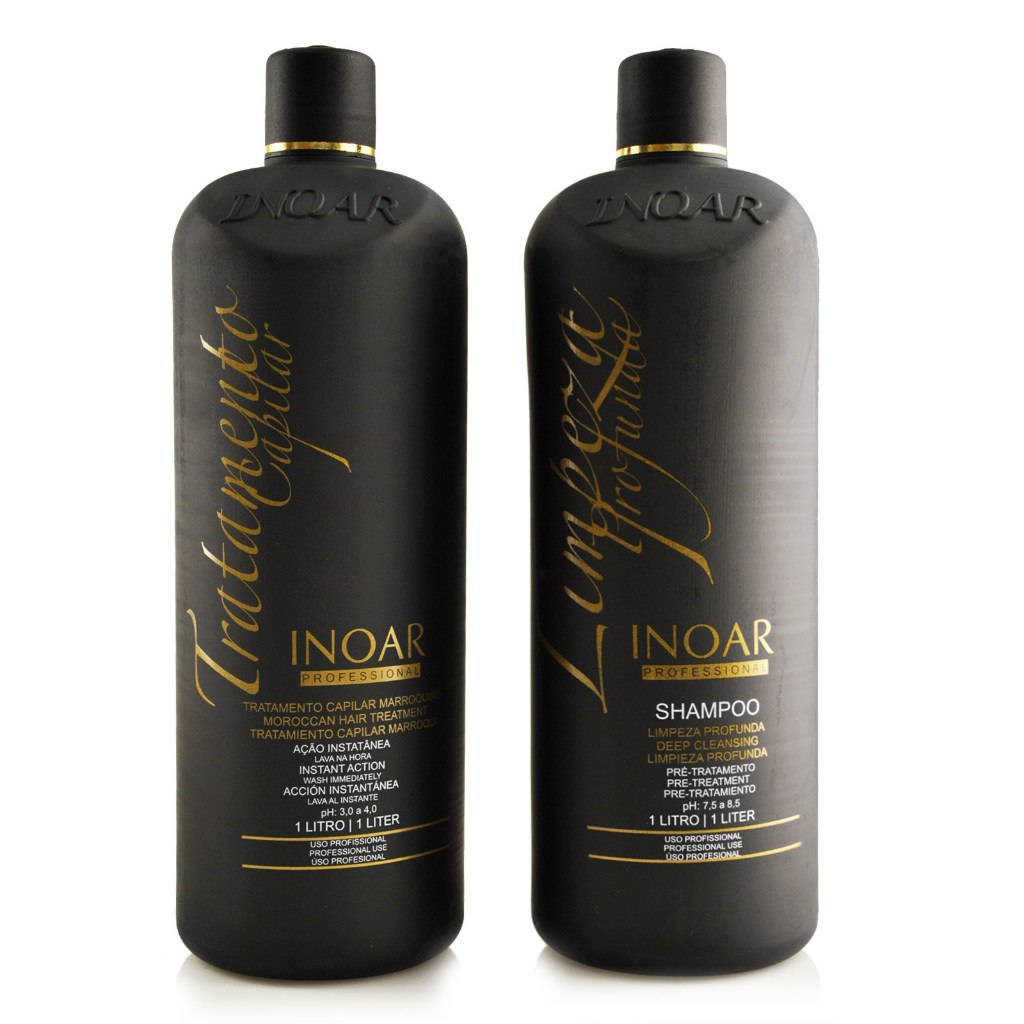 INOAR
Tratamento
Capilar
INOAR
PROFESSIONAL
TRATAMENTO CAPILAR MARROQUINO
MOROCCAN HAIR TREATMENT
TRATAMIENTO CAPILAR MARROQUI
AÇÃO INSTATÂNEA
LAVA NA HORA
INSTANT ACTION
WASH IMMEDIATELY
ACCIÓN INSTANTÁNEA
LAVA AL INSTANTE
pH: 3,0 a 4,0
1 LITRO | 1 LITER
USO PROFISSIONAL
PROFESSIONAL USE
ÚSO PROFESIONAL
INOAR
Limpeza
Profunda
INOAR
PROFESSIONAL
SHAMPOO
LIMPEZA PROFUNDA
DEEP CLEANSING
LIMPIEZA PROFUNDA
PRÉ-TRATAMENTO
PRE-TREATMENT
PRE-TRATAMIENTO
pH: 7,5 a 8,5
1 LITRO | 1 LITER
USO PROFISSIONAL
PROFESSIONAL USE
ÚSO PROFESIONAL